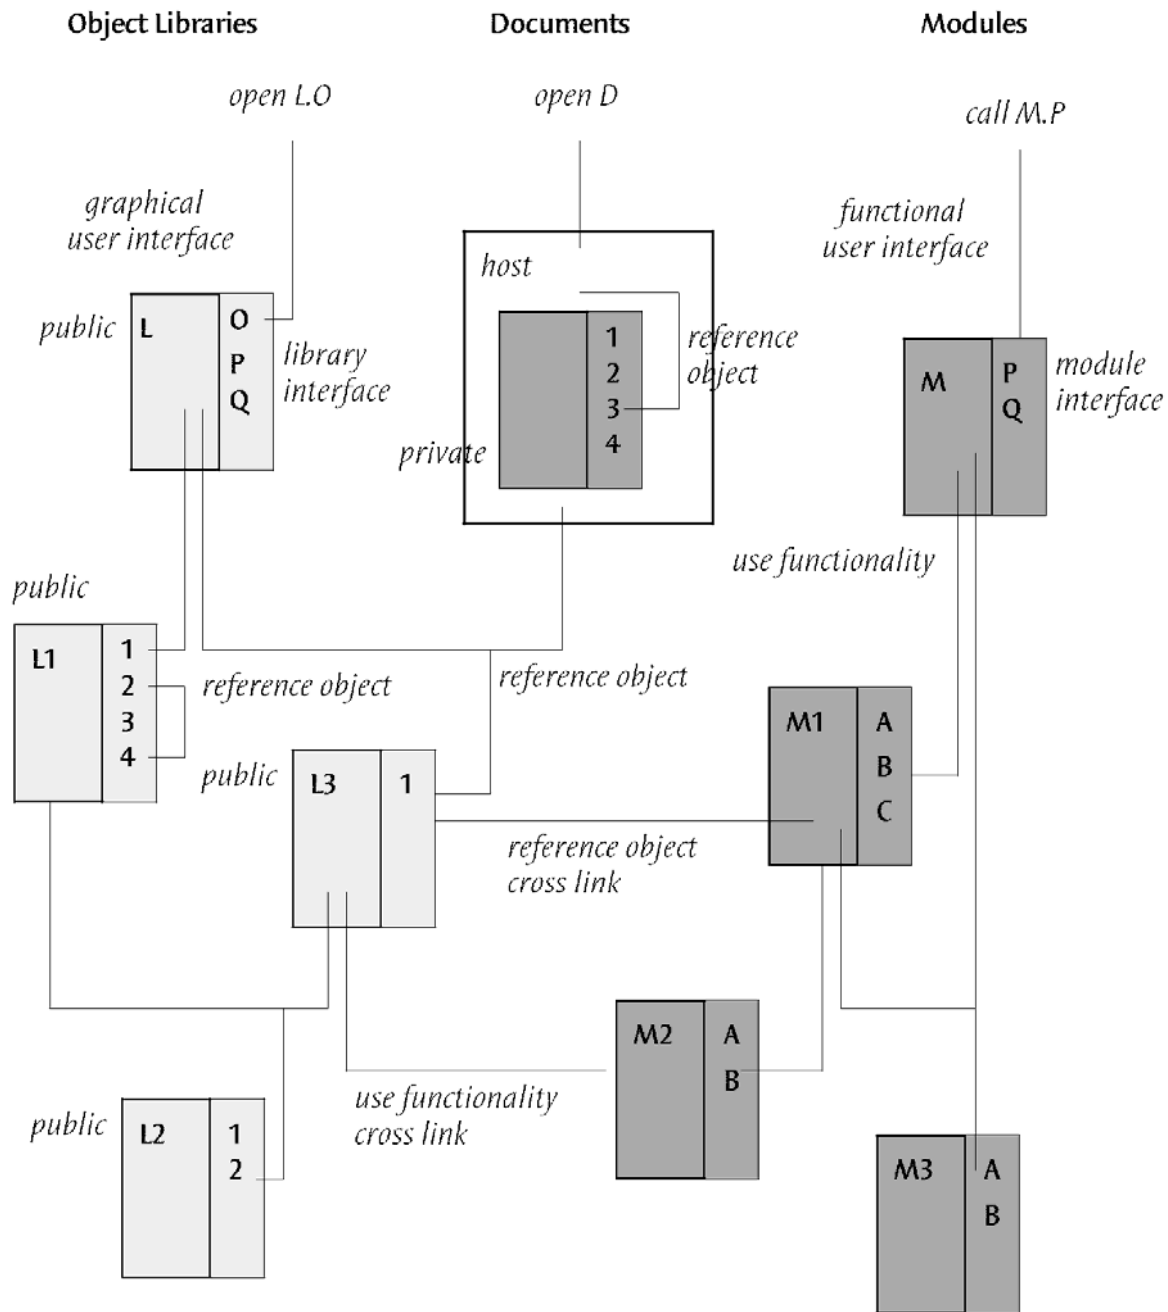 Object Libraries
Documents
Modules
open L.O
open D
call M.P
graphical
user interface
functional
user interface
host
public
L
O
P
Q
library
interface
1
2
3
4
reference
object
private
M
P
Q
module
interface
use functionality
public
L1
1
2
3
4
reference object
reference object
public
L3
1
M1
A
B
C
reference object
cross link
M2
A
B
use functionality
cross link
public
L2
1
2
M3
A
B